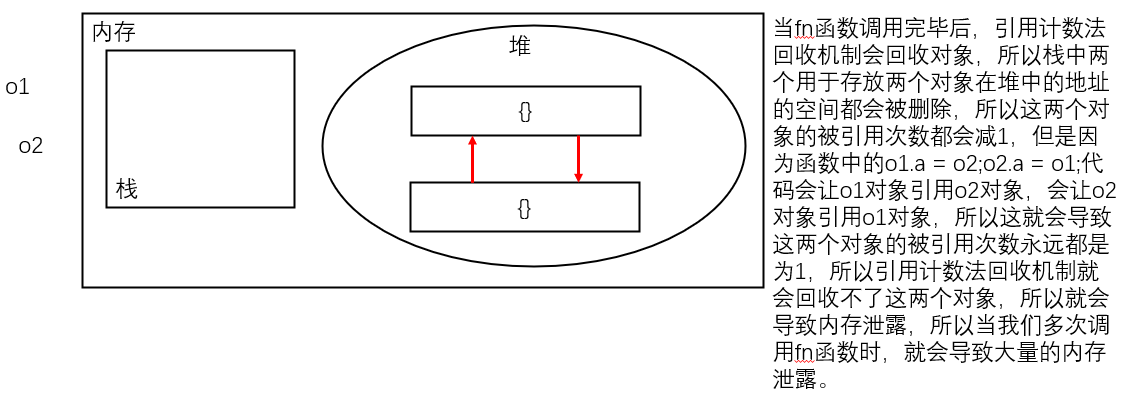 内存
堆
o1
{}
o2
栈
{}
当fn函数调用完毕后，引用计数法
回收机制会回收对象，所以栈中两
个用于存放两个对象在堆中的地址
的空间都会被删除，所以这两个对
象的被引用次数都会减1，但是因
为函数中的o1.a = o2;o2.a = o1;代
码会让o1对象引用o2对象，会让o2
对象引用o1对象，所以这就会导致
这两个对象的被引用次数永远都是
为1，所以引用计数法回收机制就
会回收不了这两个对象，所以就会
导致内存泄露，所以当我们多次调
用fn函数时，就会导致大量的内存
泄露。